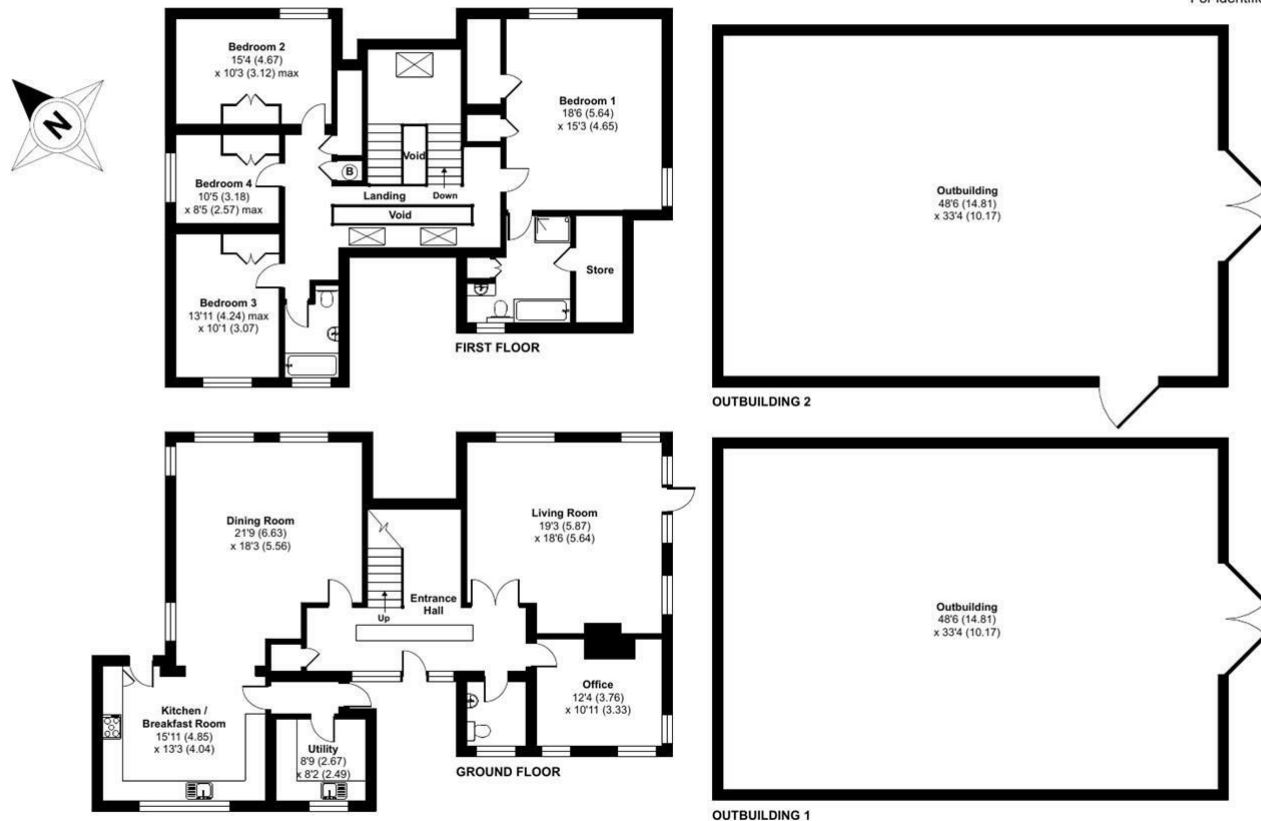 Bedroom 2
15'4 (4.67)
x 10'3 (3.12) max
N
Bedroom 4
10'5 (3.18)
x 8'5 (2.57) max
B
Void
Landing
Down
Void
Bedroom 1
18'6 (5.64)
x 15'3 (4.65)
Bedroom 3
13'11 (4.24) max
x 10'1 (3.07)
Store
FIRST FLOOR
Outbuilding
48'6 (14.81)
x 33'4 (10.17)
OUTBUILDING 2
Dining Room
21'9 (6.63)
x 18'3 (5.56)
Entrance
Hall
Up
Living Room
19'3 (5.87)
x 18'6 (5.64)
Kitchen /
Breakfast Room
15'11 (4.85)
x 13'3 (4.04)
Utility
8'9 (2.67)
x 8'2 (2.49)
Office
12'4 (3.76)
x 10'11 (3.33)
GROUND FLOOR
Outbuilding
48'6 (14.81)
x 33'4 (10.17)
OUTBUILDING 1